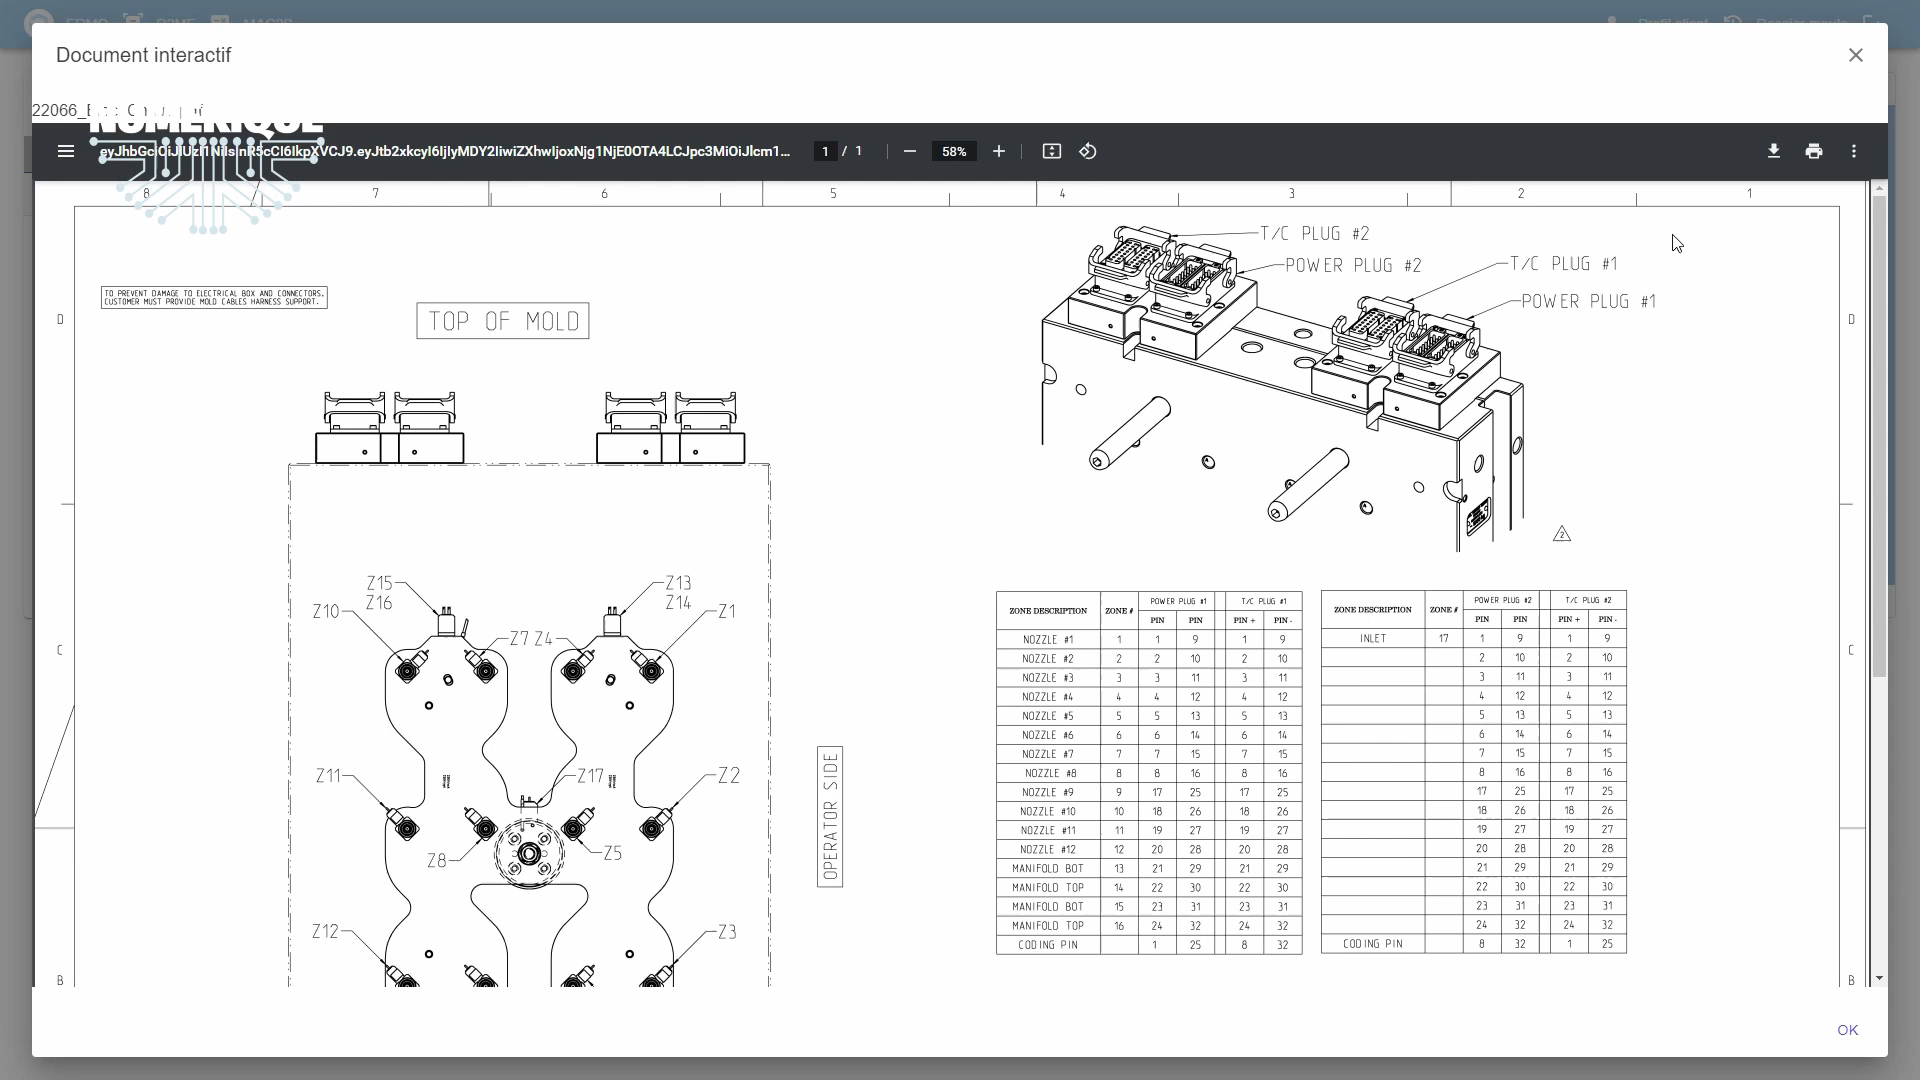 Document interactif
22066_E
NUMERIQUE
1 / 1
58%
8 7 6 5 4 3 2 1
T/C PLUG #2
POWER PLUG #2
T/C PLUG #1
POWER PLUG #1
TO PREVENT DAMAGE TO ELECTRICAL BOX AND CONNECTORS,
CUSTOMER MUST PROVIDE MOLD CABLES HARNESS SUPPORT.
TOP OF MOLD
D D
2
Z15
Z16
Z13
Z14
Z10
Z1
Z7 Z4
C C
Z11
Z17
Z2
Z8
Z5
Z12
Z3
OPERATOR SIDE
B B
ZONE DESCRIPTION ZONE # POWER PLUG #1 T/C PLUG #1
PIN PIN PIN + PIN -
NOZZLE #1 1 1 9 1 9
NOZZLE #2 2 2 10 2 10
NOZZLE #3 3 3 11 3 11
NOZZLE #4 4 4 12 4 12
NOZZLE #5 5 5 13 5 13
NOZZLE #6 6 6 14 6 14
NOZZLE #7 7 7 15 7 15
NOZZLE #8 8 8 16 8 16
NOZZLE #9 9 17 25 17 25
NOZZLE #10 10 18 26 18 26
NOZZLE #11 11 19 27 19 27
NOZZLE #12 12 20 28 20 28
MANIFOLD BOT 13 21 29 21 29
MANIFOLD TOP 14 22 30 22 30
MANIFOLD BOT 15 23 31 23 31
MANIFOLD TOP 16 24 32 24 32
CODING PIN 1 25 8 32
ZONE DESCRIPTION ZONE # POWER PLUG #2 T/C PLUG #2
PIN PIN PIN + PIN -
INLET 17 1 9 1 9
2 10 2 10
3 11 3 11
4 12 4 12
5 13 5 13
6 14 6 14
7 15 7 15
8 16 8 16
17 25 17 25
18 26 18 26
19 27 19 27
20 28 20 28
21 29 21 29
22 30 22 30
23 31 23 31
24 32 24 32
CODING PIN 8 32 1 25
OK